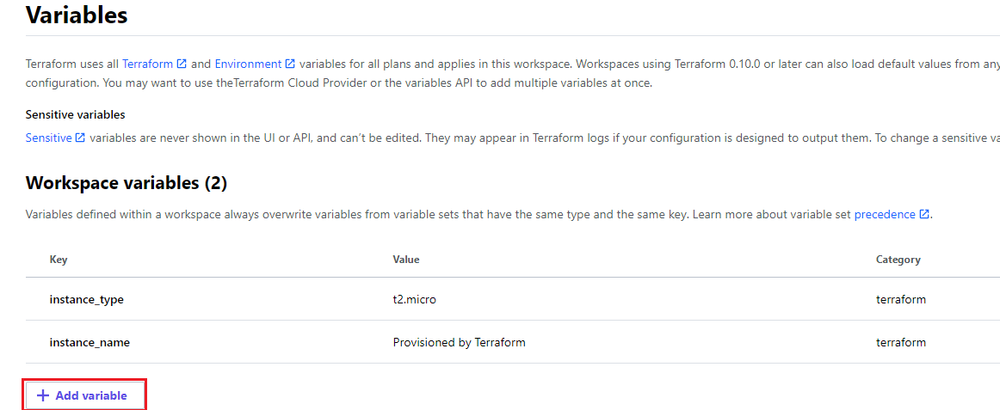 Variables
Terraform uses all Terraform and Environment variables for all plans and applies in this workspace. Workspaces using Terraform 0.10.0 or later can also load default values from any
configuration. You may want to use theTerraform Cloud Provider or the variables API to add multiple variables at once.
Sensitive variables
Sensitive variables are never shown in the UI or API, and can't be edited. They may appear in Terraform logs if your configuration is designed to output them. To change a sensitive va
Workspace variables (2)
Variables defined within a workspace always overwrite variables from variable sets that have the same type and the same key. Learn more about variable set precedence.
Key Value Category
instance_type t2.micro terraform
instance_name Provisioned by Terraform terraform
+ Add variable